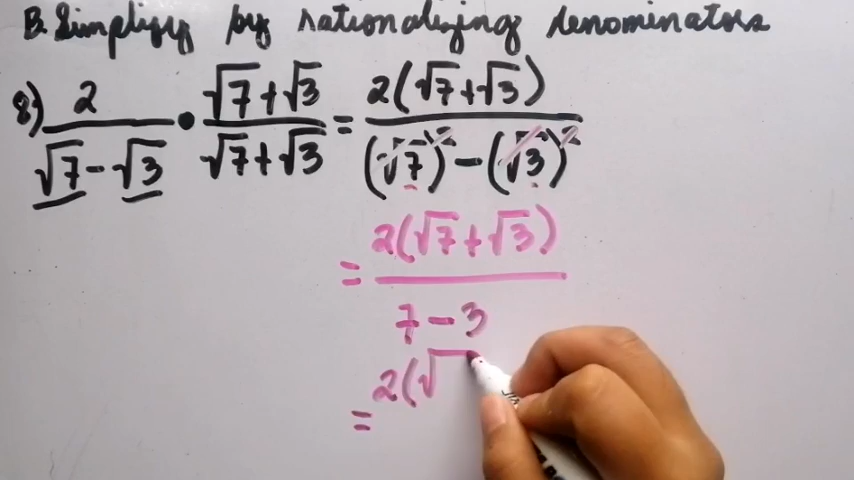 B. Simplify by rationalizing denominators
8) 2/(√7-√3) • (√7+√3)/(√7+√3) = 2(√7+√3)/((√7)²-(√3)²)
= 2(√7+√3)/(7-3)
= 2(√